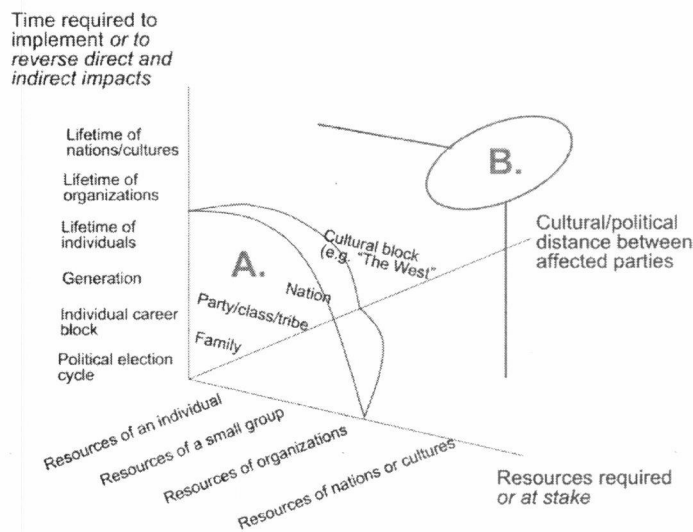 Time required to
implement or to
reverse direct and
indirect impacts
Lifetime of
nations/cultures
Lifetime of
organizations
Lifetime of
individuals
Generation
Individual career
block
Political election
cycle
A.
B.
Cultural block
(e.g. "The West"
Nation
Party/class/tribe
Family
Cultural/political
distance between
affected parties
Resources of an individual
Resources of a small group
Resources of organizations
Resources of nations or cultures
Resources required
or at stake